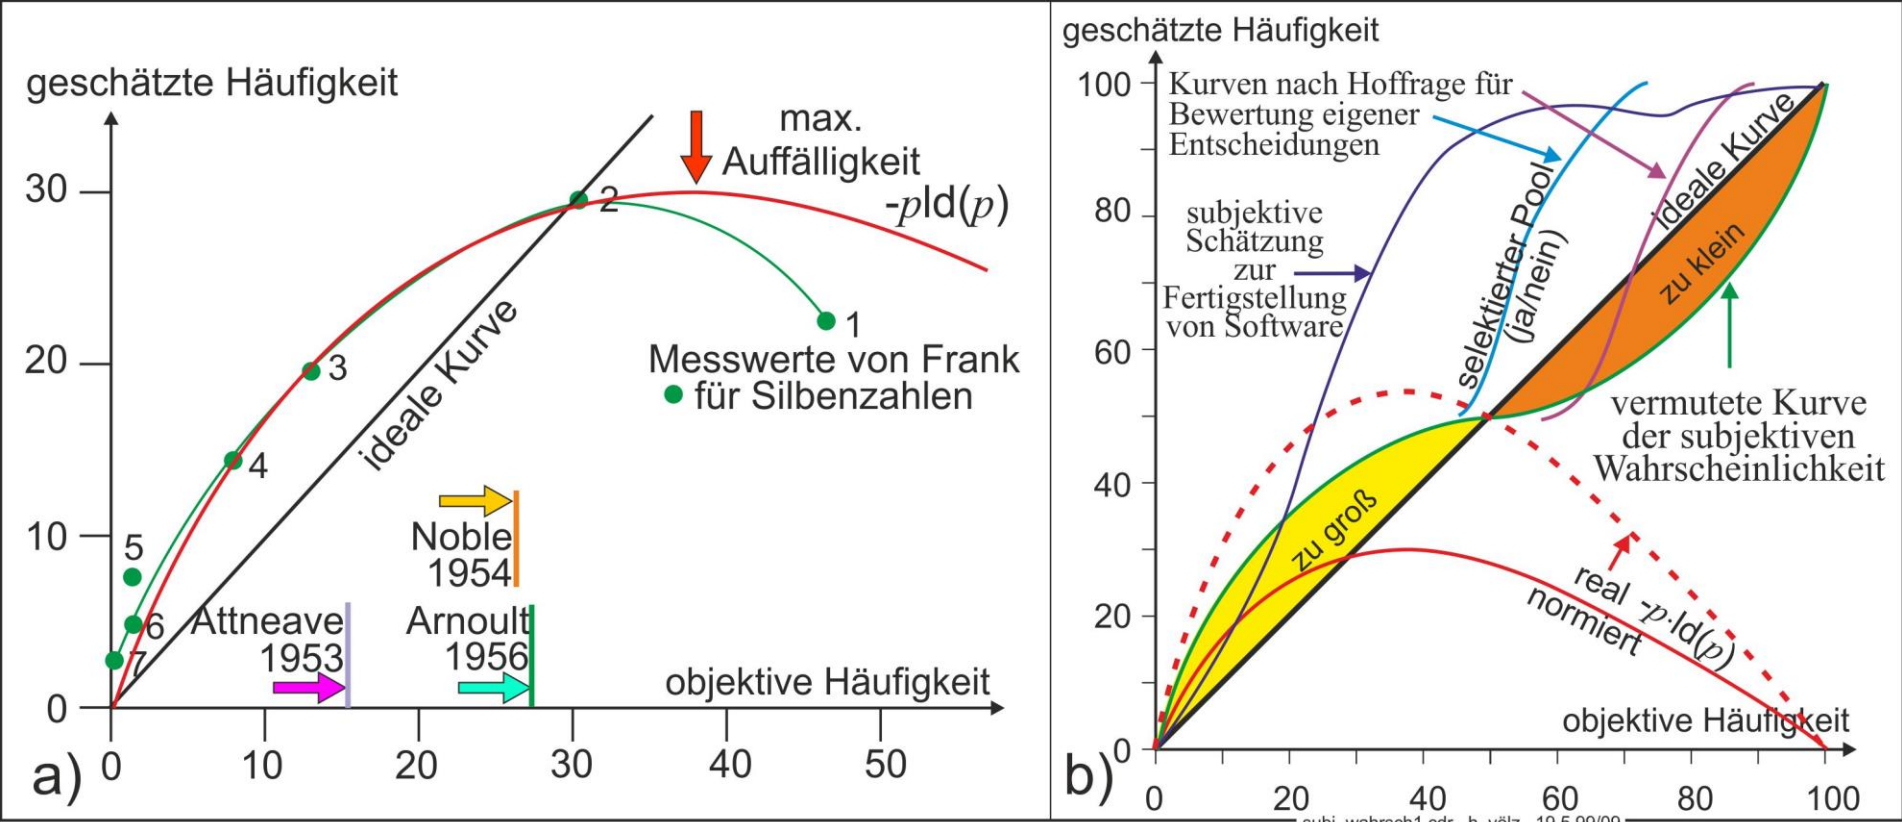 geschätzte Häufigkeit
30
20
10
0
max.
Auffälligkeit
-pld(p)
2
1
3
4
5
6
7
Messwerte von Frank
für Silbenzahlen
ideale Kurve
Noble
1954
Attneave
1953
Arnoult
1956
objektive Häufigkeit
a)
0 10 20 30 40 50
geschätzte Häufigkeit
100
80
60
40
20
0
Kurven nach Hoffrage für
Bewertung eigener
Entscheidungen
subjektive
Schätzung
zur
Fertigstellung
von Software
selektierter Pool
(ja/nein)
ideale Kurve
zu klein
zu groß
vermutete Kurve
der subjektiven
Wahrscheinlichkeit
real -p·ld(p)
normiert
objektive Häufigkeit
b)
0 20 40 60 80 100